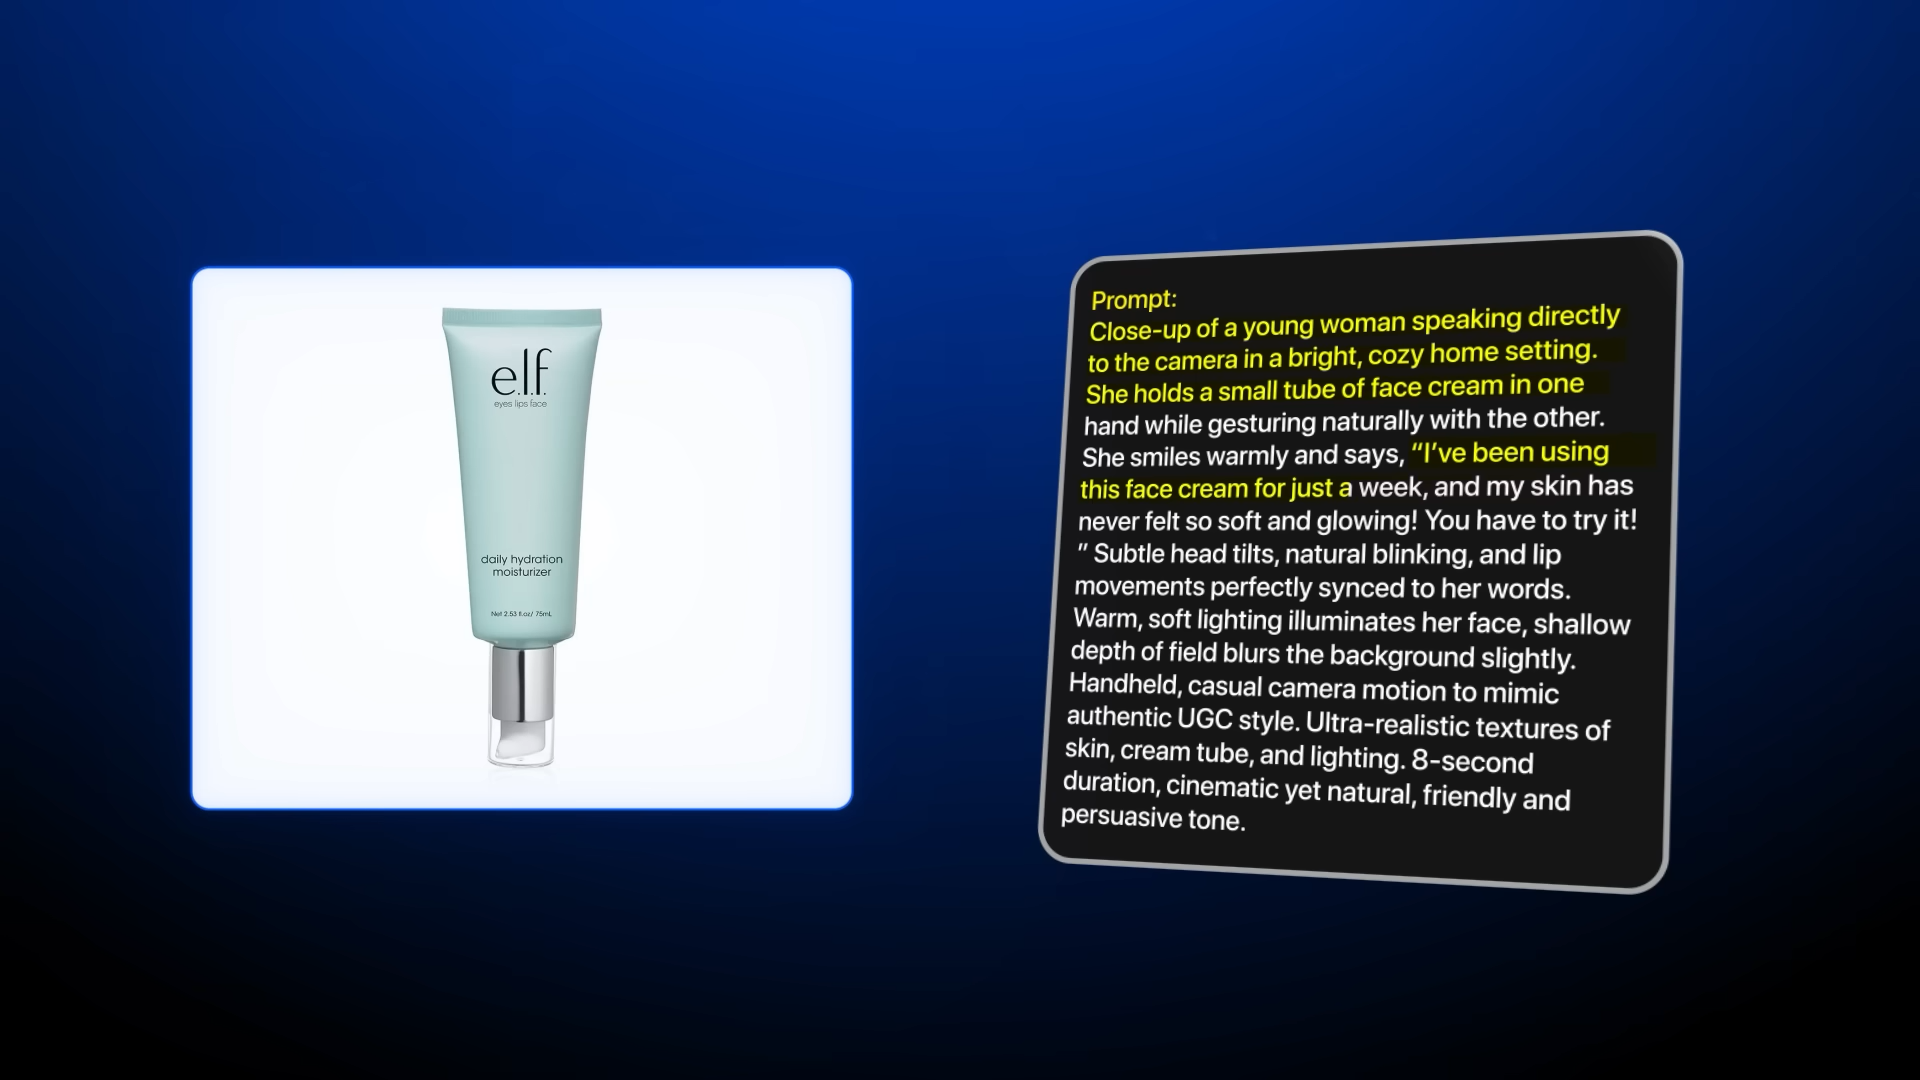 e.l.f.
eyes lips face
daily hydration
moisturizer
Net 2.53 fl.oz/ 75mL
Prompt:
Close-up of a young woman speaking directly
to the camera in a bright, cozy home setting.
She holds a small tube of face cream in one
hand while gesturing naturally with the other.
She smiles warmly and says, “I’ve been using
this face cream for just a week, and my skin has
never felt so soft and glowing! You have to try it!
” Subtle head tilts, natural blinking, and lip
movements perfectly synced to her words.
Warm, soft lighting illuminates her face, shallow
depth of field blurs the background slightly.
Handheld, casual camera motion to mimic
authentic UGC style. Ultra-realistic textures of
skin, cream tube, and lighting. 8-second
duration, cinematic yet natural, friendly and
persuasive tone.